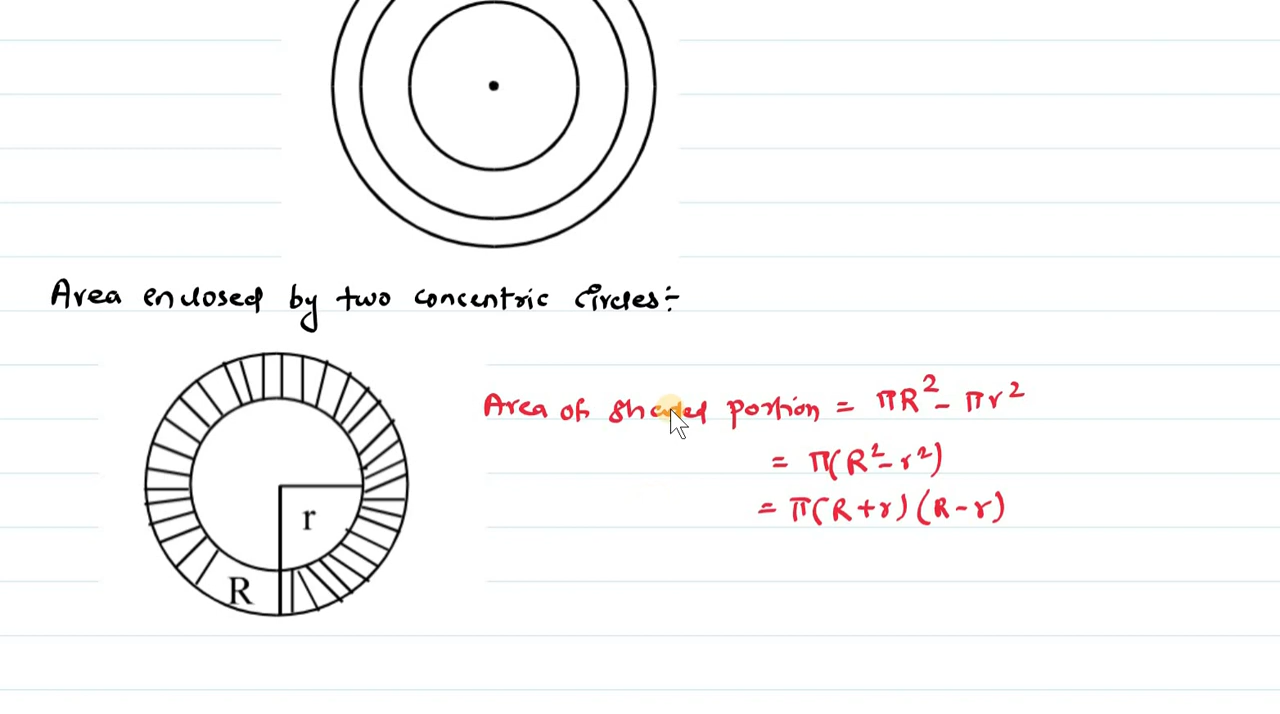 Area enclosed by two concentric circles:-
Area of shaded portion = πR² - πr²
= π(R² - r²)
= π(R+r)(R-r)
r
R